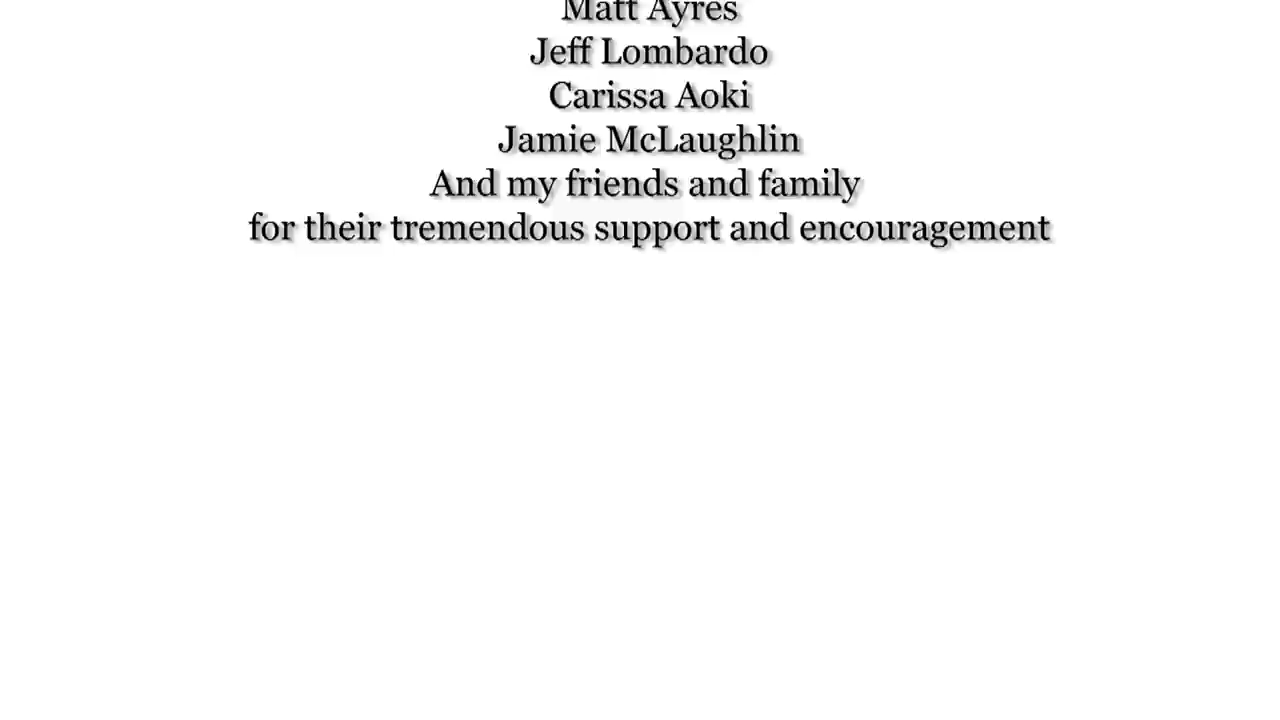 Matt Ayres
Jeff Lombardo
Carissa Aoki
Jamie McLaughlin
And my friends and family
for their tremendous support and encouragement